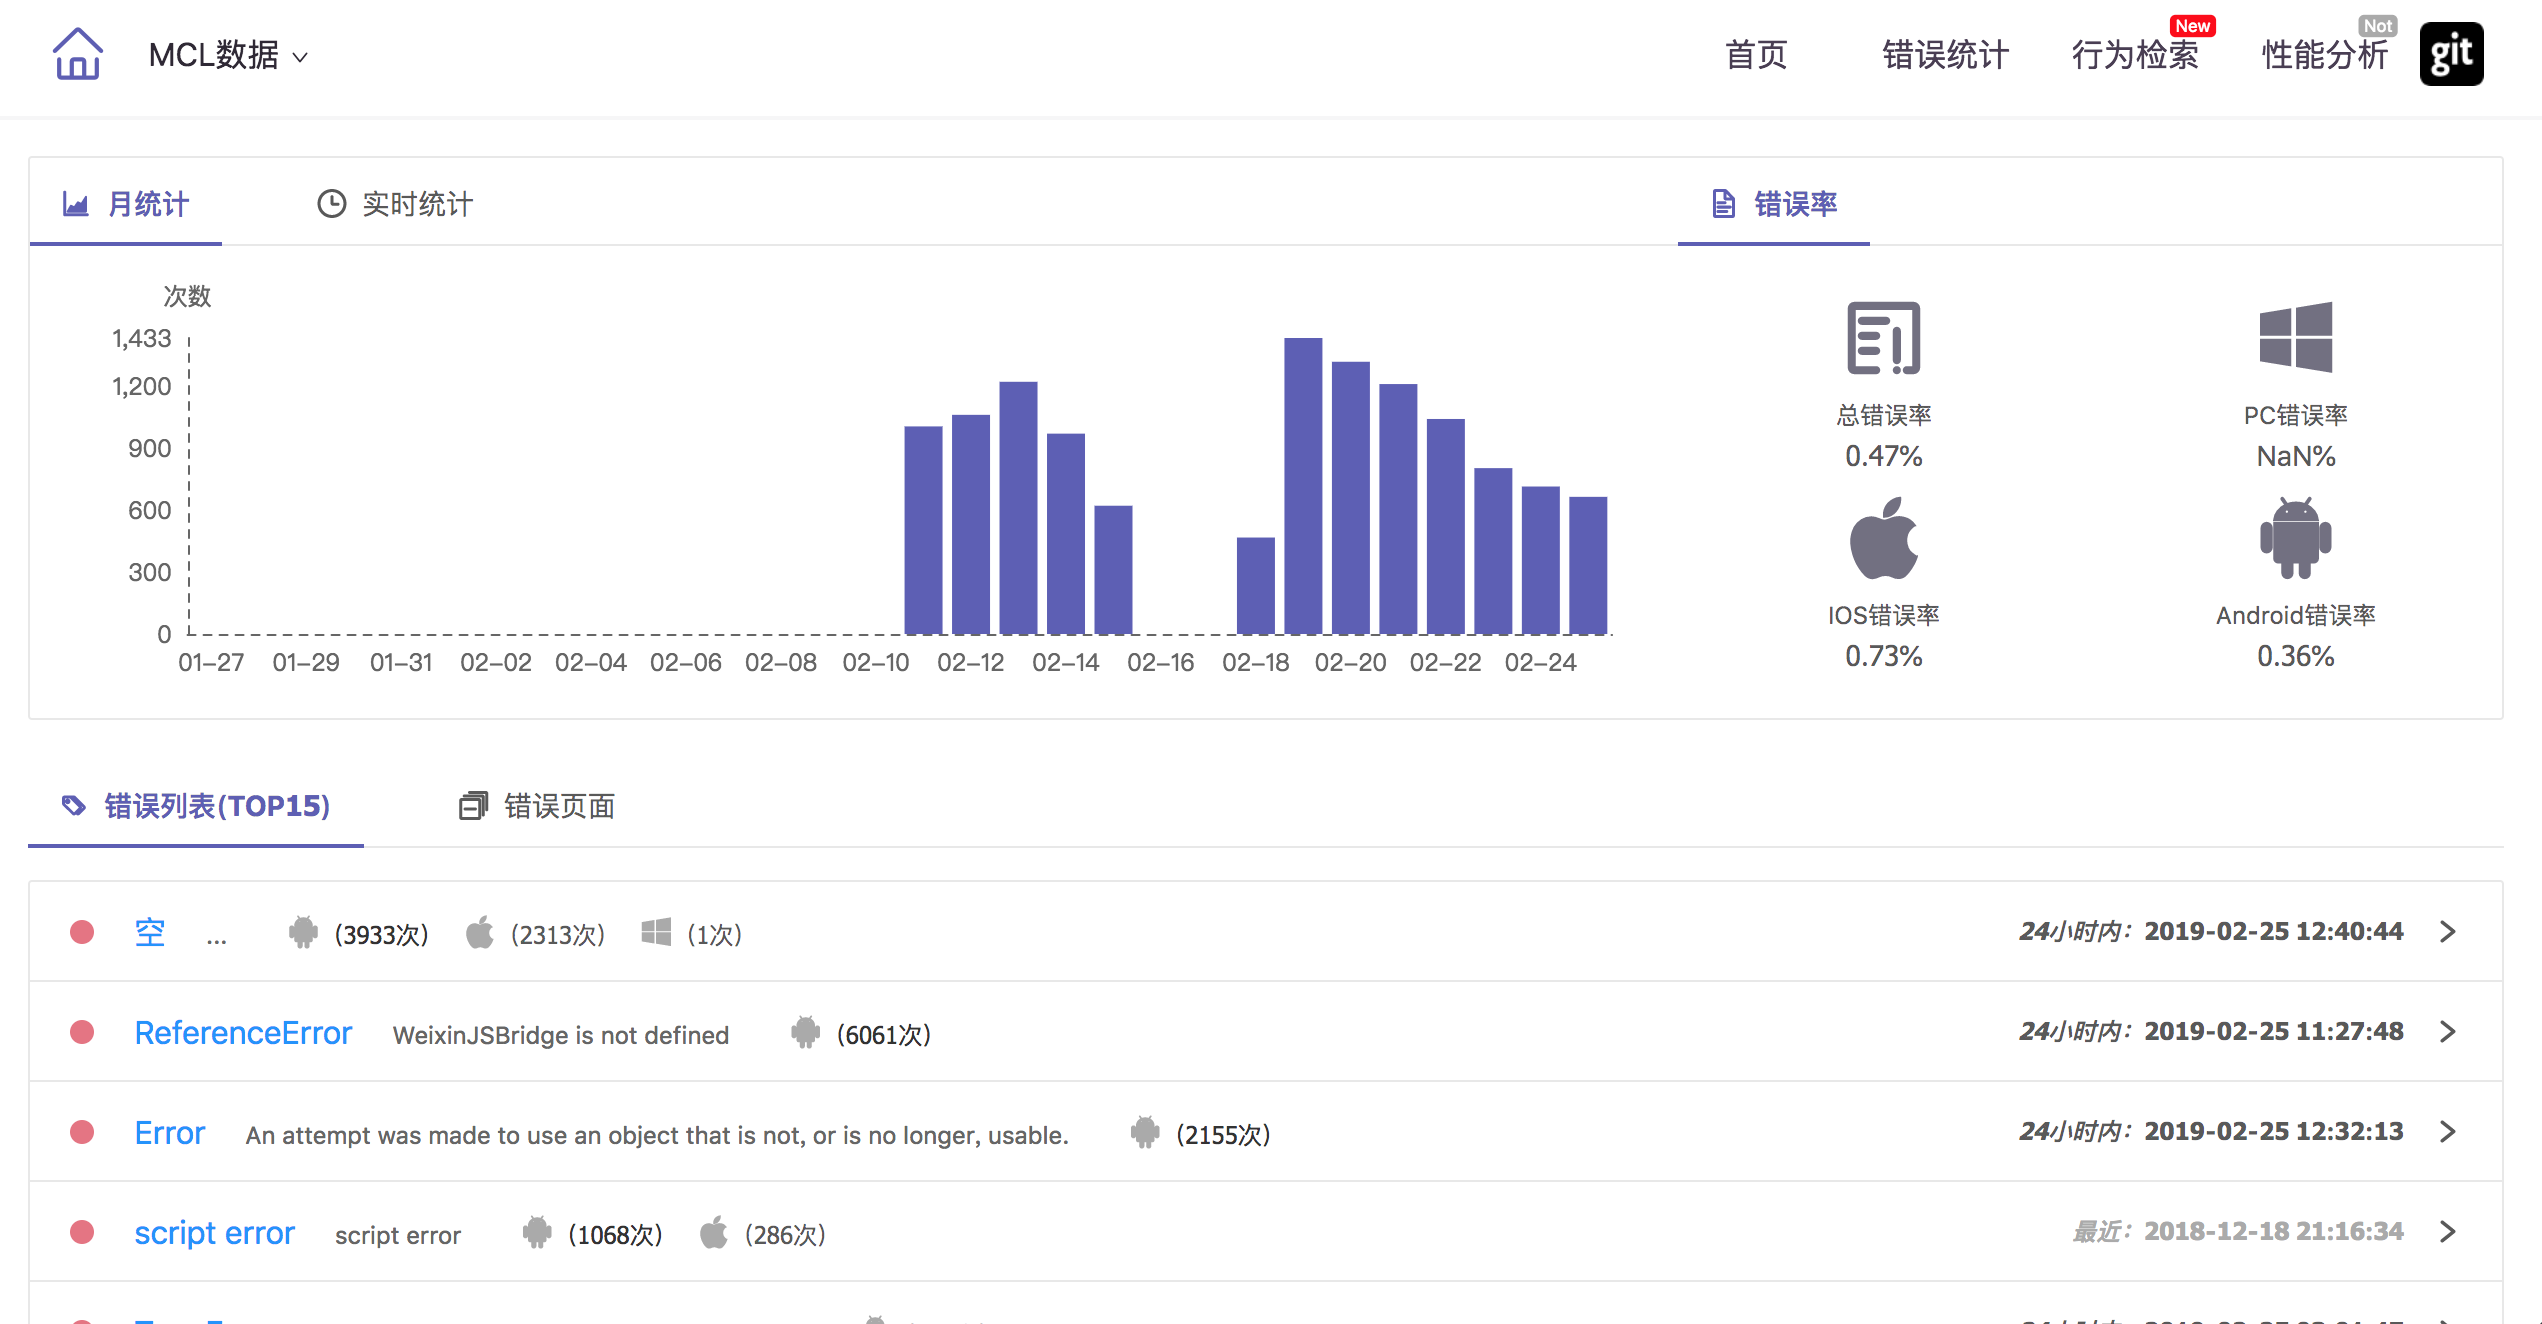 MCL数据
首页 错误统计 行为检索 New 性能分析 Not git
月统计 实时统计 错误率
次数
1,433
1,200
900
600
300
0
01-27 01-29 01-31 02-02 02-04 02-06 02-08 02-10 02-12 02-14 02-16 02-18 02-20 02-22 02-24
总错误率 PC错误率
0.47% NaN%
IOS错误率 Android错误率
0.73% 0.36%
错误列表(TOP15) 错误页面
空 ... (3933次) (2313次) (1次) 24小时内：2019-02-25 12:40:44
ReferenceError WeixinJSBridge is not defined (6061次) 24小时内：2019-02-25 11:27:48
Error An attempt was made to use an object that is not, or is no longer, usable. (2155次) 24小时内：2019-02-25 12:32:13
script error script error (1068次) (286次) 最近：2018-12-18 21:16:34